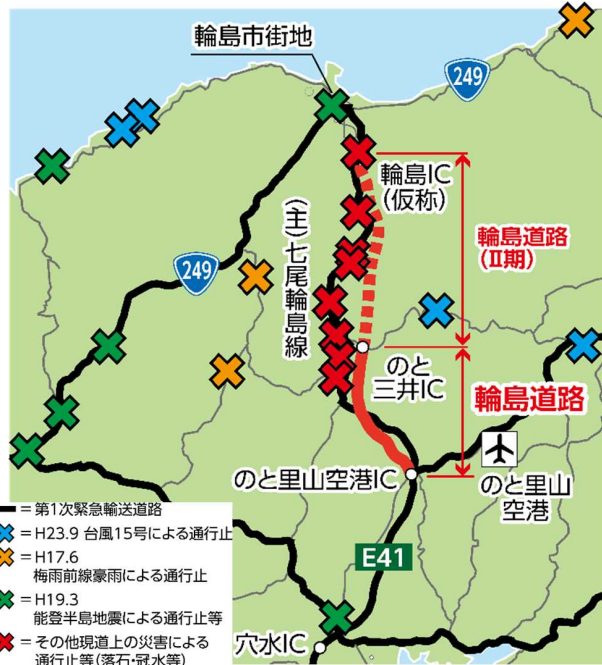 輪島市街地
249
輪島IC
(仮称)
輪島道路
(Ⅱ期)
(主)七尾輪島線
249
のと
三井IC
輪島道路
のと里山空港IC
のと里山
空港
E41
穴水IC
=第1次緊急輸送道路
=H23.9 台風15号による通行止
=H17.6
梅雨前線豪雨による通行止
=H19.3
能登半島地震による通行止等
=その他現道上の災害による
通行止等(落石・冠水等)